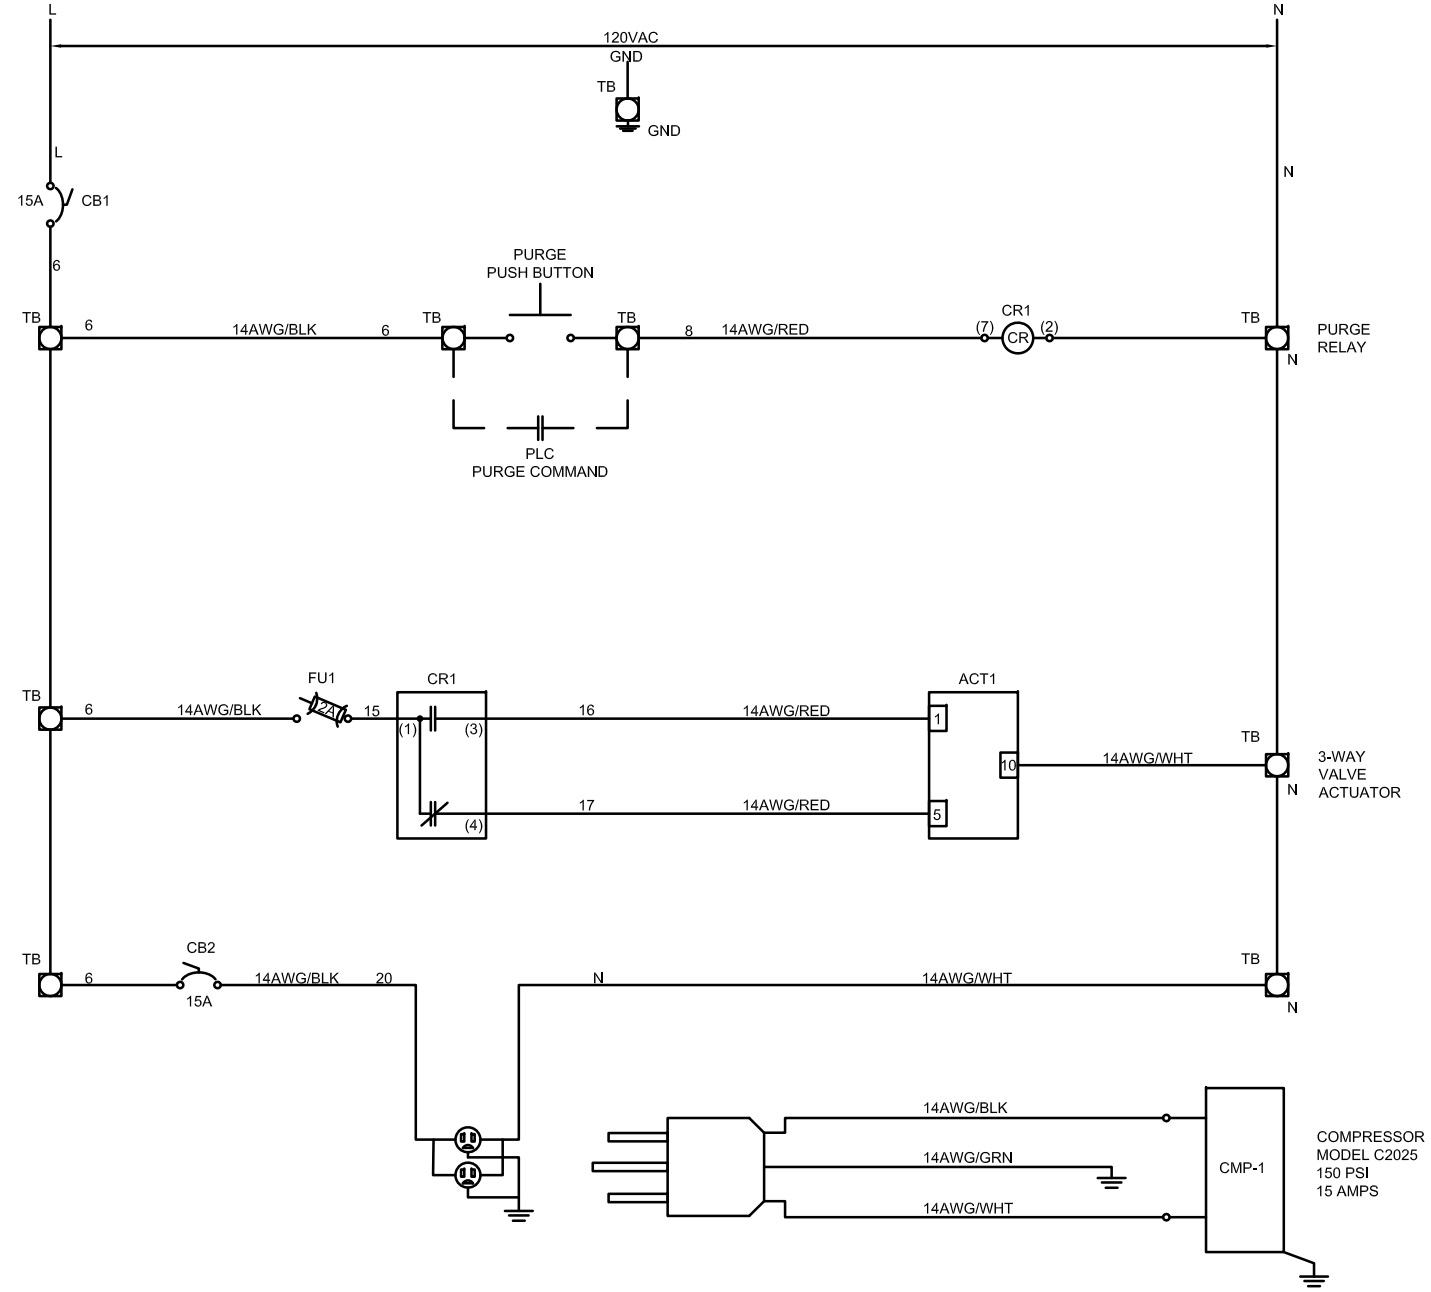 L
N
120VAC
GND
TB
GND
L
N
15A
CB1
6
PURGE
PUSH BUTTON
TB
6
14AWG/BLK
6
TB
TB
8
14AWG/RED
(7)
CR1
CR
(2)
TB
N
PURGE
RELAY
PLC
PURGE COMMAND
TB
6
14AWG/BLK
FU1
2A
15
CR1
(1)
(3)
(4)
16
14AWG/RED
17
14AWG/RED
ACT1
1
5
10
14AWG/WHT
TB
N
3-WAY
VALVE
ACTUATOR
TB
6
CB2
15A
14AWG/BLK
20
N
14AWG/WHT
TB
N
14AWG/BLK
14AWG/GRN
14AWG/WHT
CMP-1
COMPRESSOR
MODEL C2025
150 PSI
15 AMPS